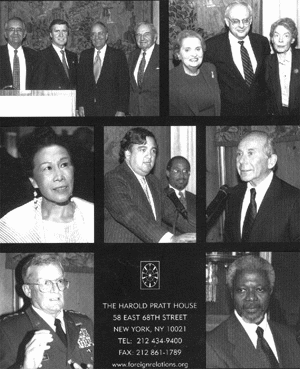 THE HAROLD PRATT HOUSE
58 EAST 68TH STREET
NEW YORK, NY 10021
TEL: 212 434-9400
FAX: 212 861-1789
www.foreignrelations.org